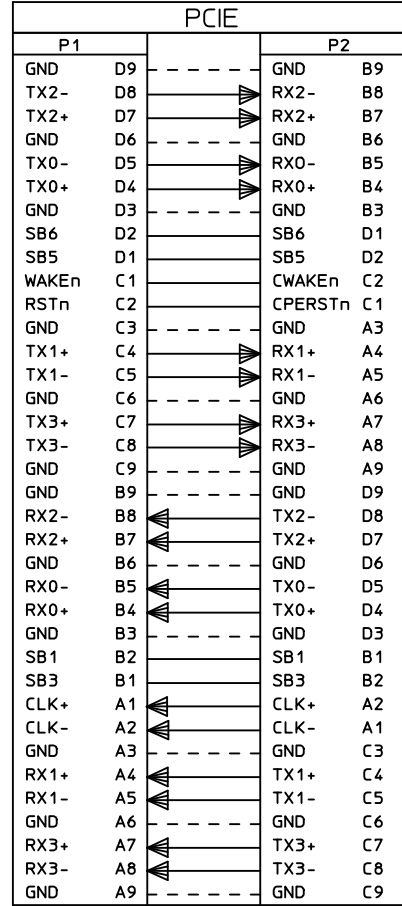 PCIE
P1 P2
GND D9 GND B9
TX2- D8 RX2- B8
TX2+ D7 RX2+ B7
GND D6 GND B6
TX0- D5 RX0- B5
TX0+ D4 RX0+ B4
GND D3 GND B3
SB6 D2 SB6 D1
SB5 D1 SB5 D2
WAKEn C1 CWAKEn C2
RSTn C2 CPERSTn C1
GND C3 GND A3
TX1+ C4 RX1+ A4
TX1- C5 RX1- A5
GND C6 GND A6
TX3+ C7 RX3+ A7
TX3- C8 RX3- A8
GND C9 GND A9
GND B9 GND D9
RX2- B8 TX2- D8
RX2+ B7 TX2+ D7
GND B6 GND D6
RX0- B5 TX0- D5
RX0+ B4 TX0+ D4
GND B3 GND D3
SB1 B2 SB1 B1
SB3 B1 SB3 B2
CLK+ A1 CLK+ A2
CLK- A2 CLK- A1
GND A3 GND C3
RX1+ A4 TX1+ C4
RX1- A5 TX1- C5
GND A6 GND C6
RX3+ A7 TX3+ C7
RX3- A8 TX3- C8
GND A9 GND C9